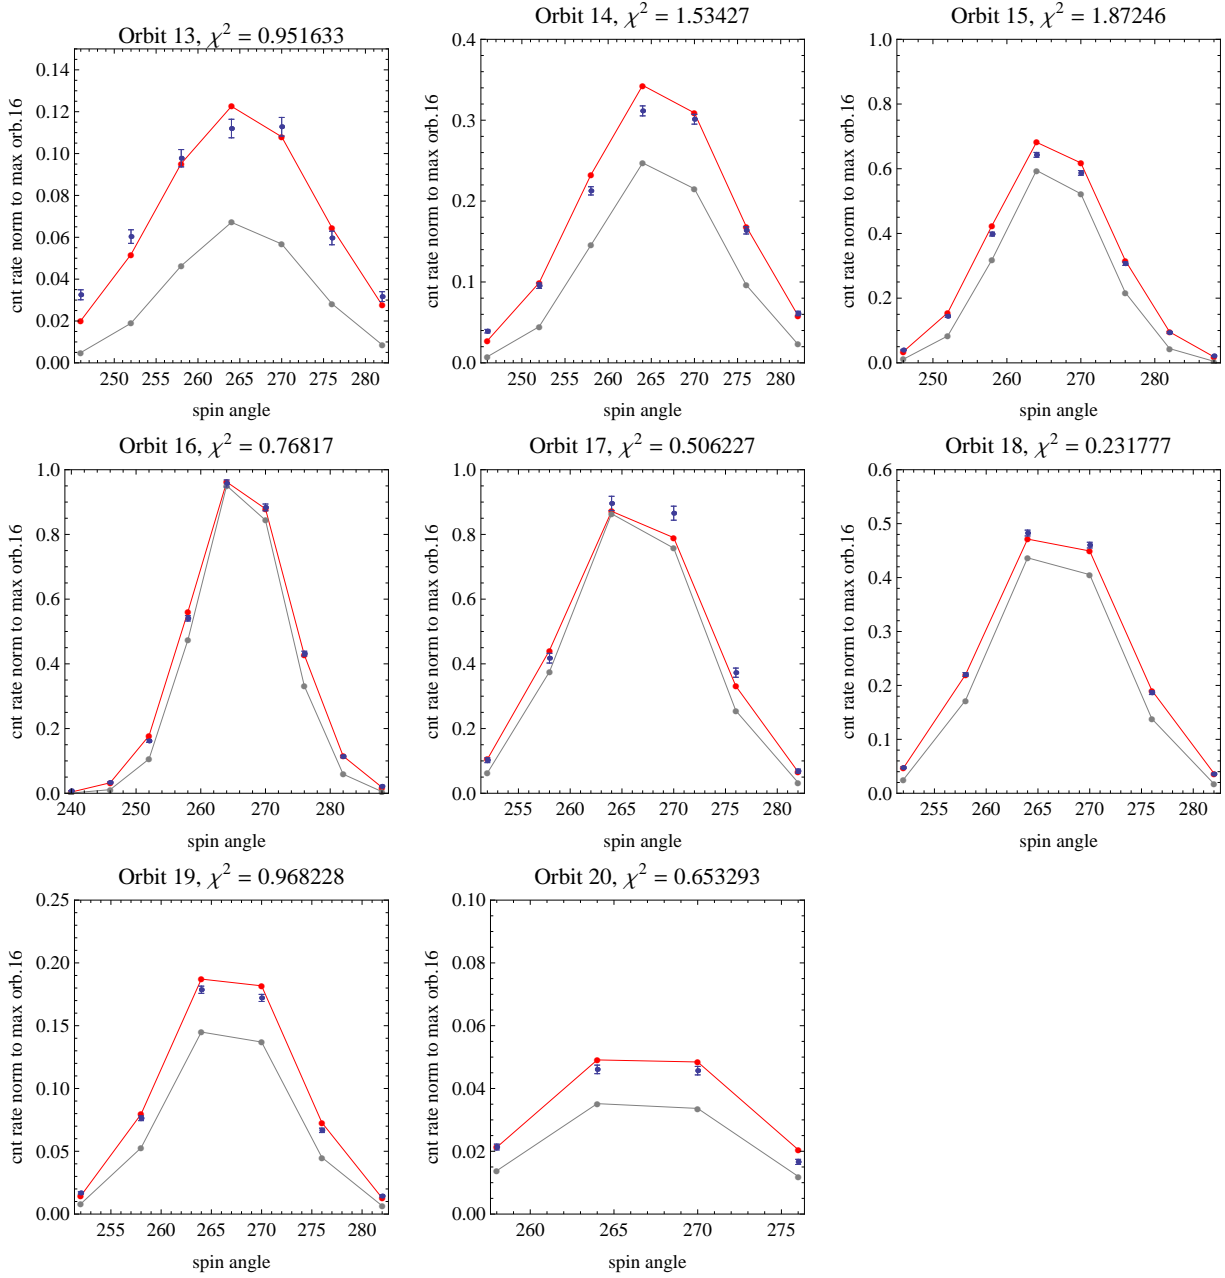 Orbit 13, χ² = 0.951633
cnt rate norm to max orb.16
0.14
0.12
0.10
0.08
0.06
0.04
0.02
0.00
250 255 260 265 270 275 280
spin angle
Orbit 14, χ² = 1.53427
cnt rate norm to max orb.16
0.4
0.3
0.2
0.1
0.0
250 255 260 265 270 275 280
spin angle
Orbit 15, χ² = 1.87246
cnt rate norm to max orb.16
1.0
0.8
0.6
0.4
0.2
0.0
250 260 270 280
spin angle
Orbit 16, χ² = 0.76817
cnt rate norm to max orb.16
1.0
0.8
0.6
0.4
0.2
0.0
240 250 260 270 280
spin angle
Orbit 17, χ² = 0.506227
cnt rate norm to max orb.16
1.0
0.8
0.6
0.4
0.2
0.0
255 260 265 270 275 280
spin angle
Orbit 18, χ² = 0.231777
cnt rate norm to max orb.16
0.6
0.5
0.4
0.3
0.2
0.1
0.0
255 260 265 270 275 280
spin angle
Orbit 19, χ² = 0.968228
cnt rate norm to max orb.16
0.25
0.20
0.15
0.10
0.05
0.00
255 260 265 270 275 280
spin angle
Orbit 20, χ² = 0.653293
cnt rate norm to max orb.16
0.10
0.08
0.06
0.04
0.02
0.00
260 265 270 275
spin angle